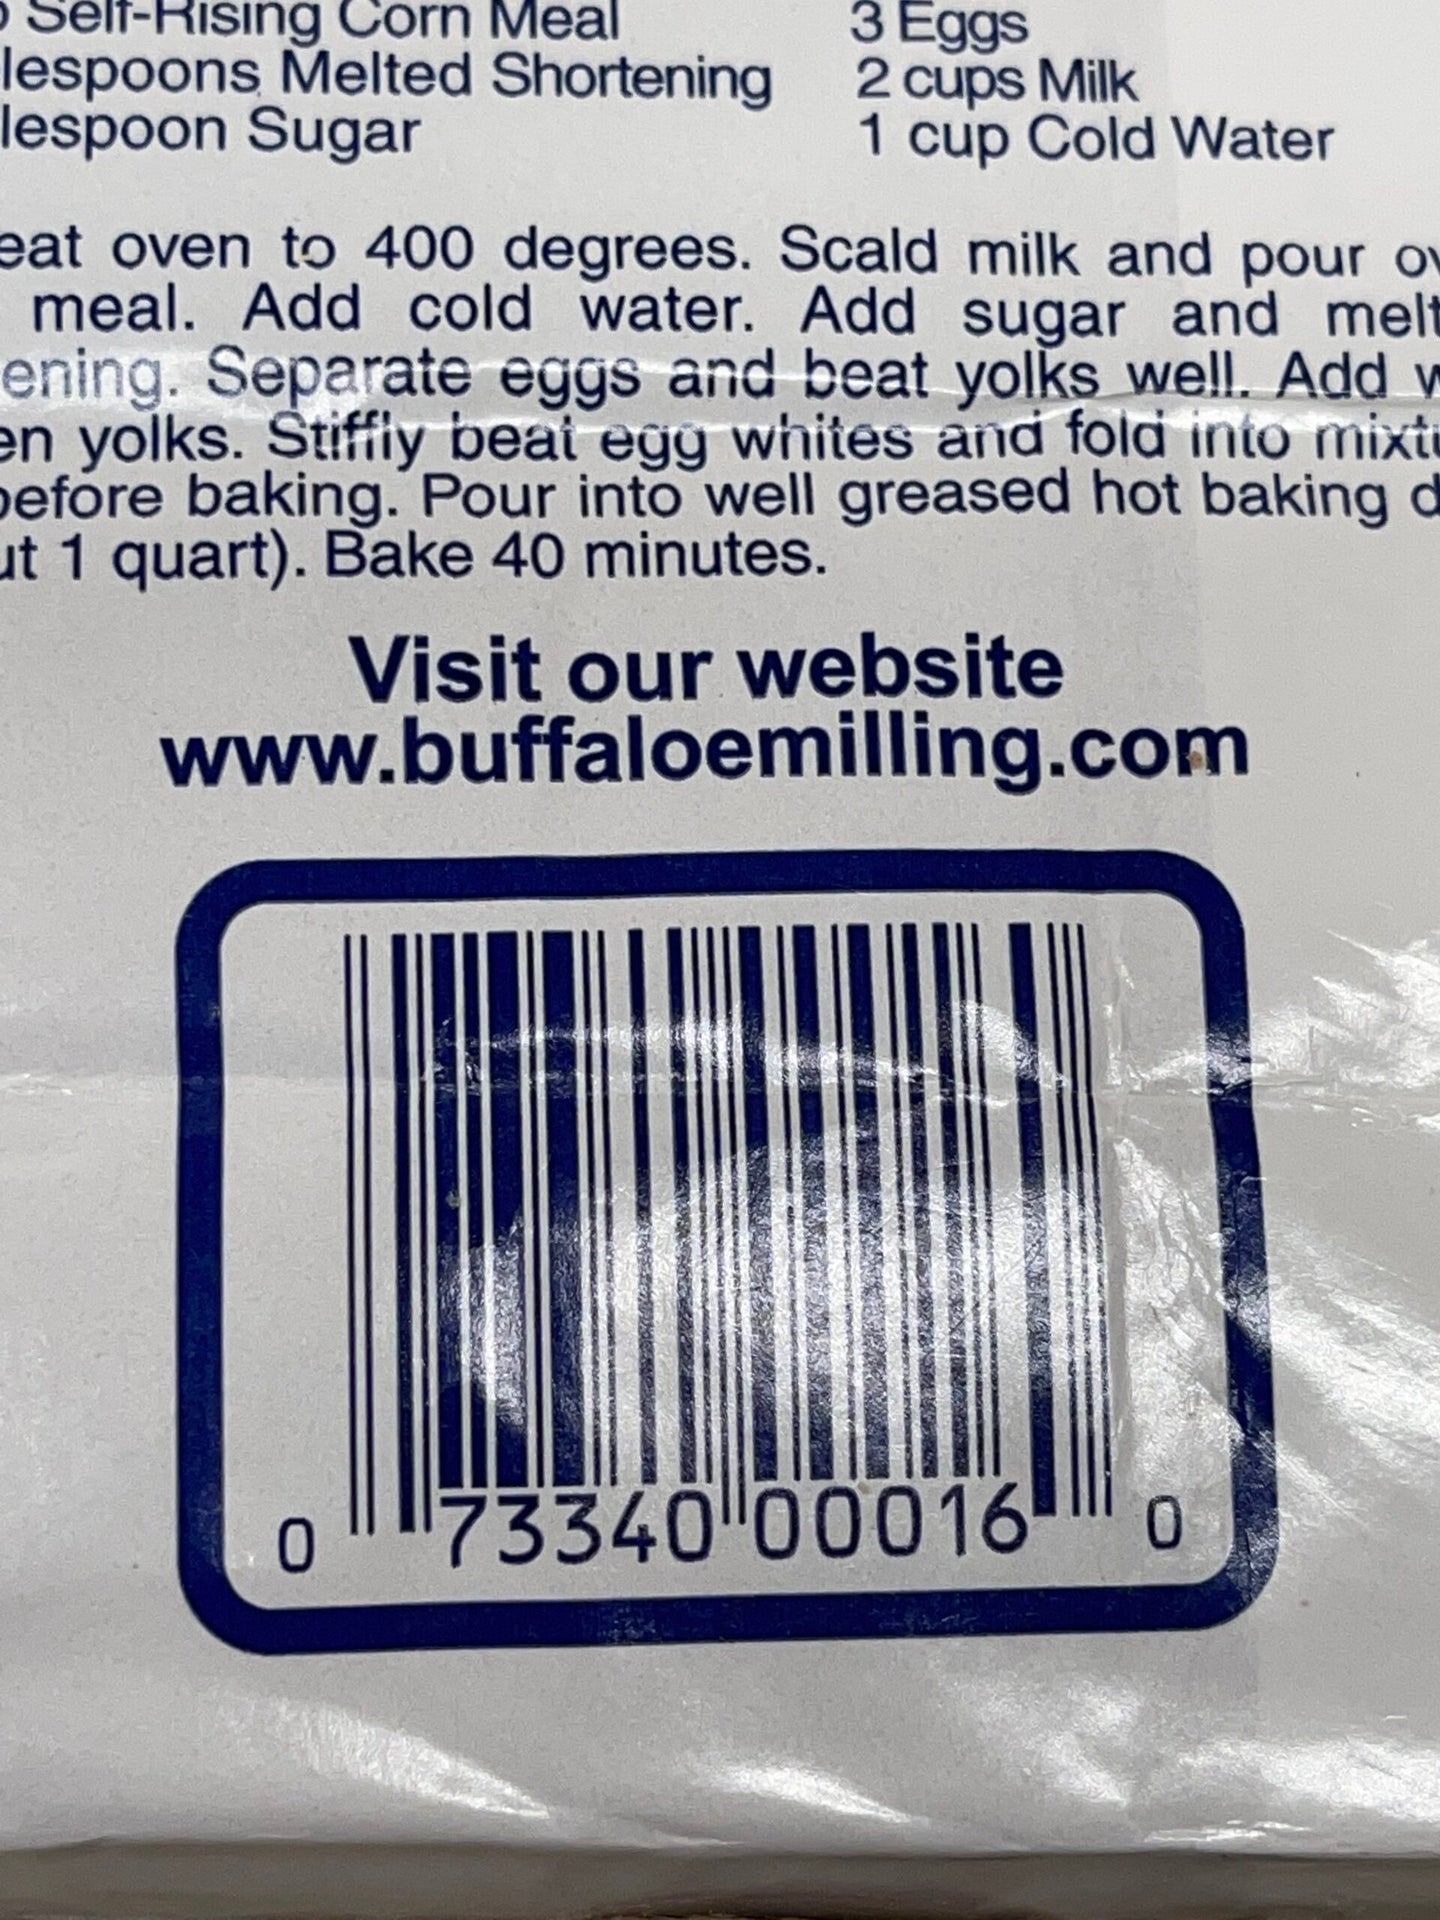 Self-Rising Corn Meal 3 Eggs
lespoons Melted Shortening 2 cups Milk
lespoon Sugar 1 cup Cold Water
eat oven to 400 degrees. Scald milk and pour ov
meal. Add cold water. Add sugar and melt
ening. Separate eggs and beat yolks well. Add w
en yolks. Stiffly beat egg whites and fold into mixtu
before baking. Pour into well greased hot baking d
ut 1 quart). Bake 40 minutes.
Visit our website
www.buffaloemilling.com
0 73340 00016 0